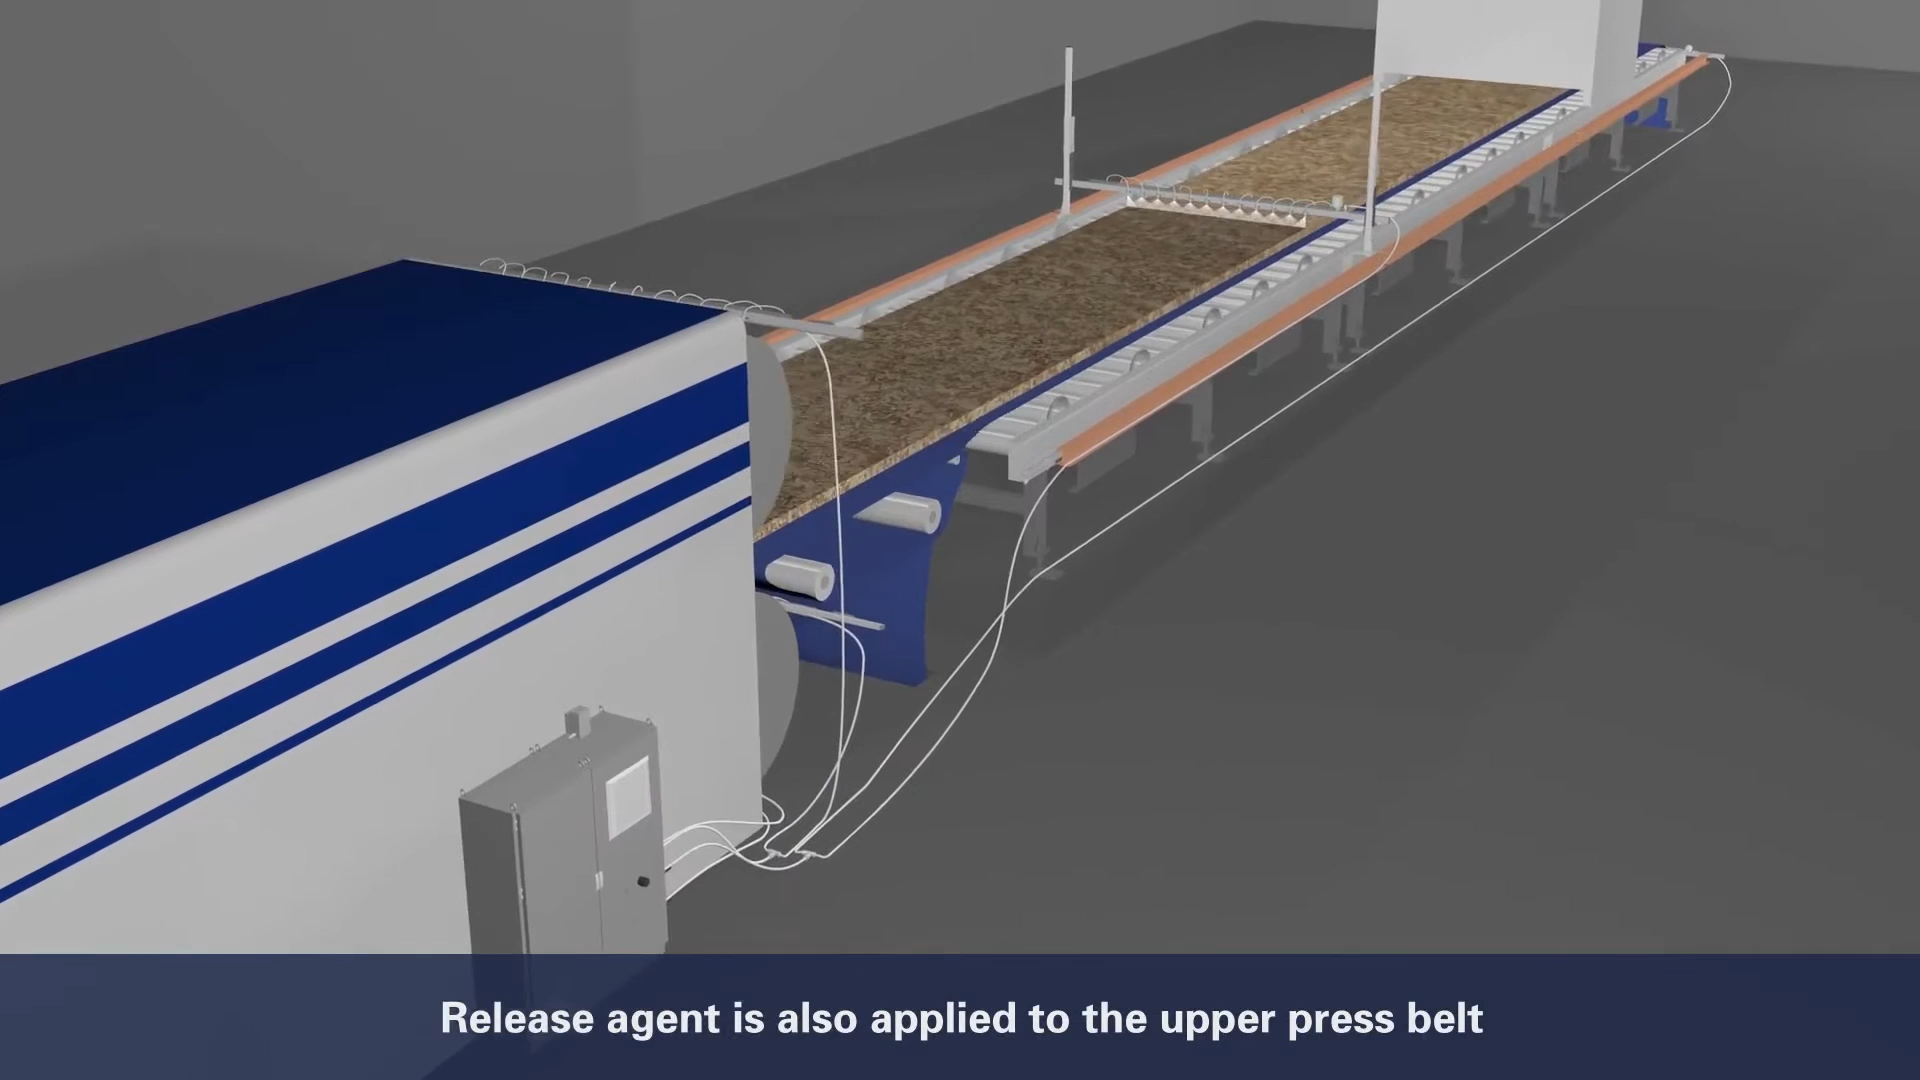 Release agent is also applied to the upper press belt